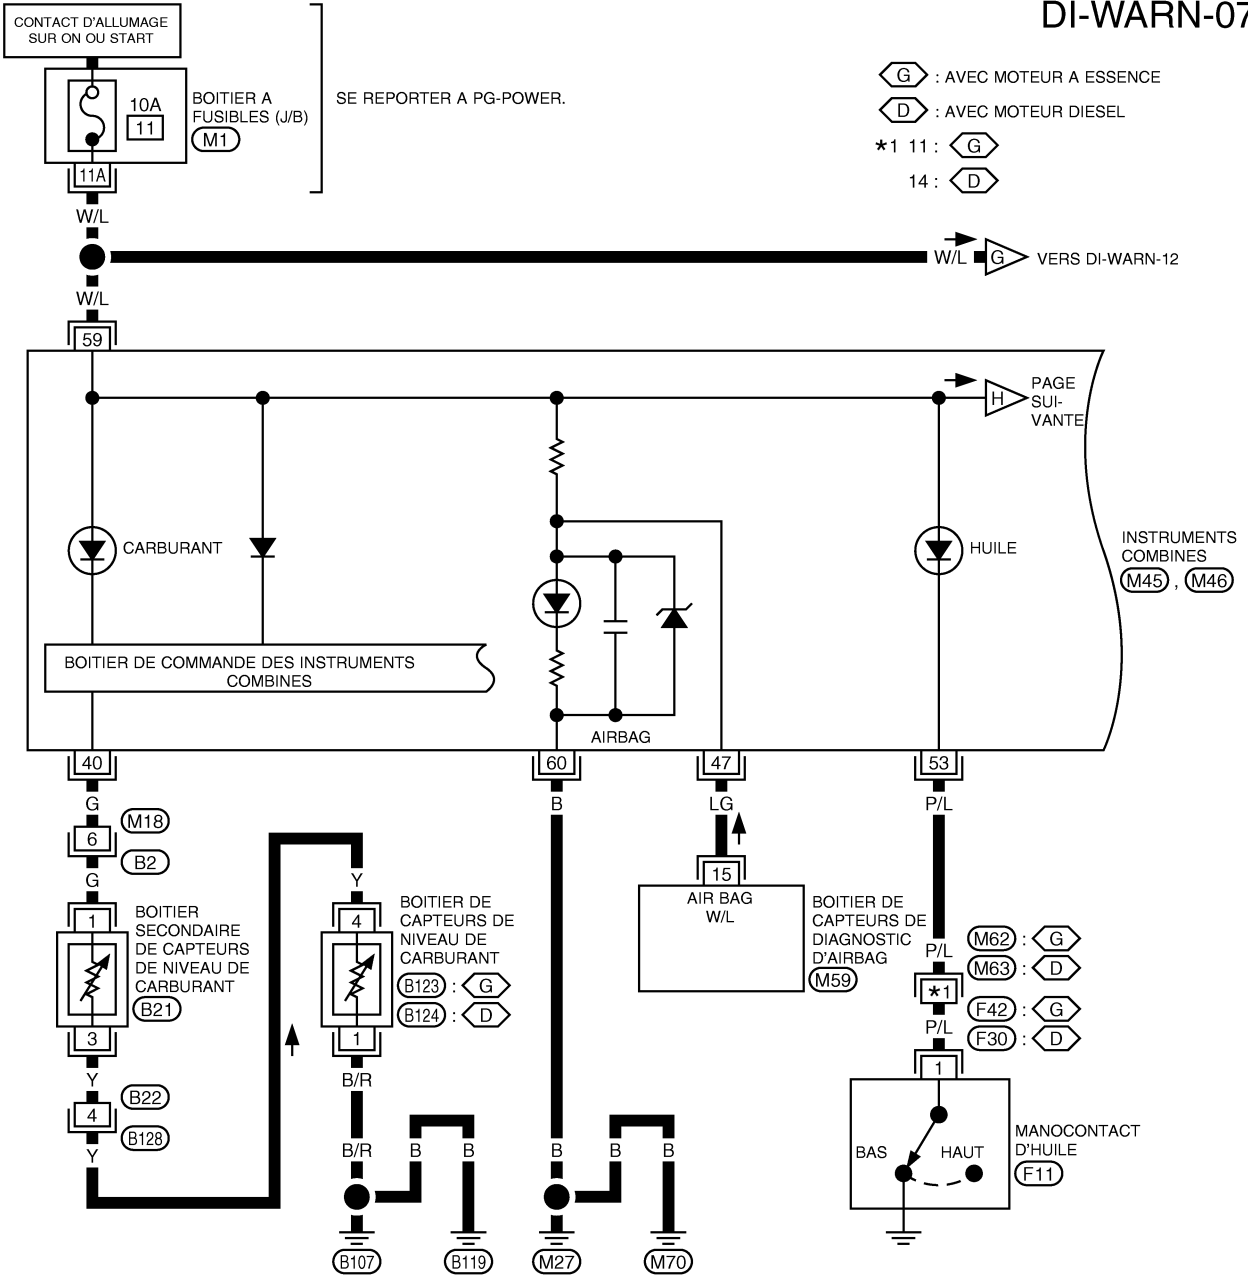 DI-WARN-07
CONTACT D'ALLUMAGE
SUR ON OU START
10A
11
BOITIER A
FUSIBLES (J/B)
M1
SE REPORTER A PG-POWER.
G : AVEC MOTEUR A ESSENCE
D : AVEC MOTEUR DIESEL
*1 11 : G
14 : D
11A
W/L
W/L G VERS DI-WARN-12
W/L
59
H
PAGE
SUI-
VANTE
CARBURANT
HUILE
INSTRUMENTS
COMBINES
M45 , M46
BOITIER DE COMMANDE DES INSTRUMENTS
COMBINES
AIRBAG
40 60 47 53
G B LG P/L
6
M18
B2
G
1
BOITIER
SECONDAIRE
DE CAPTEURS
DE NIVEAU DE
CARBURANT
B21
3
Y
4
B22
B128
Y
Y
4
BOITIER DE
CAPTEURS DE
NIVEAU DE
CARBURANT
B123 : G
B124 : D
1
B/R
B/R B B B B B
B107 B119 M27 M70
15
AIR BAG
W/L
BOITIER DE
CAPTEURS DE
DIAGNOSTIC
D'AIRBAG
M59
P/L
M62 : G
M63 : D
*1
F42 : G
F30 : D
P/L
1
BAS HAUT
MANOCONTACT
D'HUILE
F11